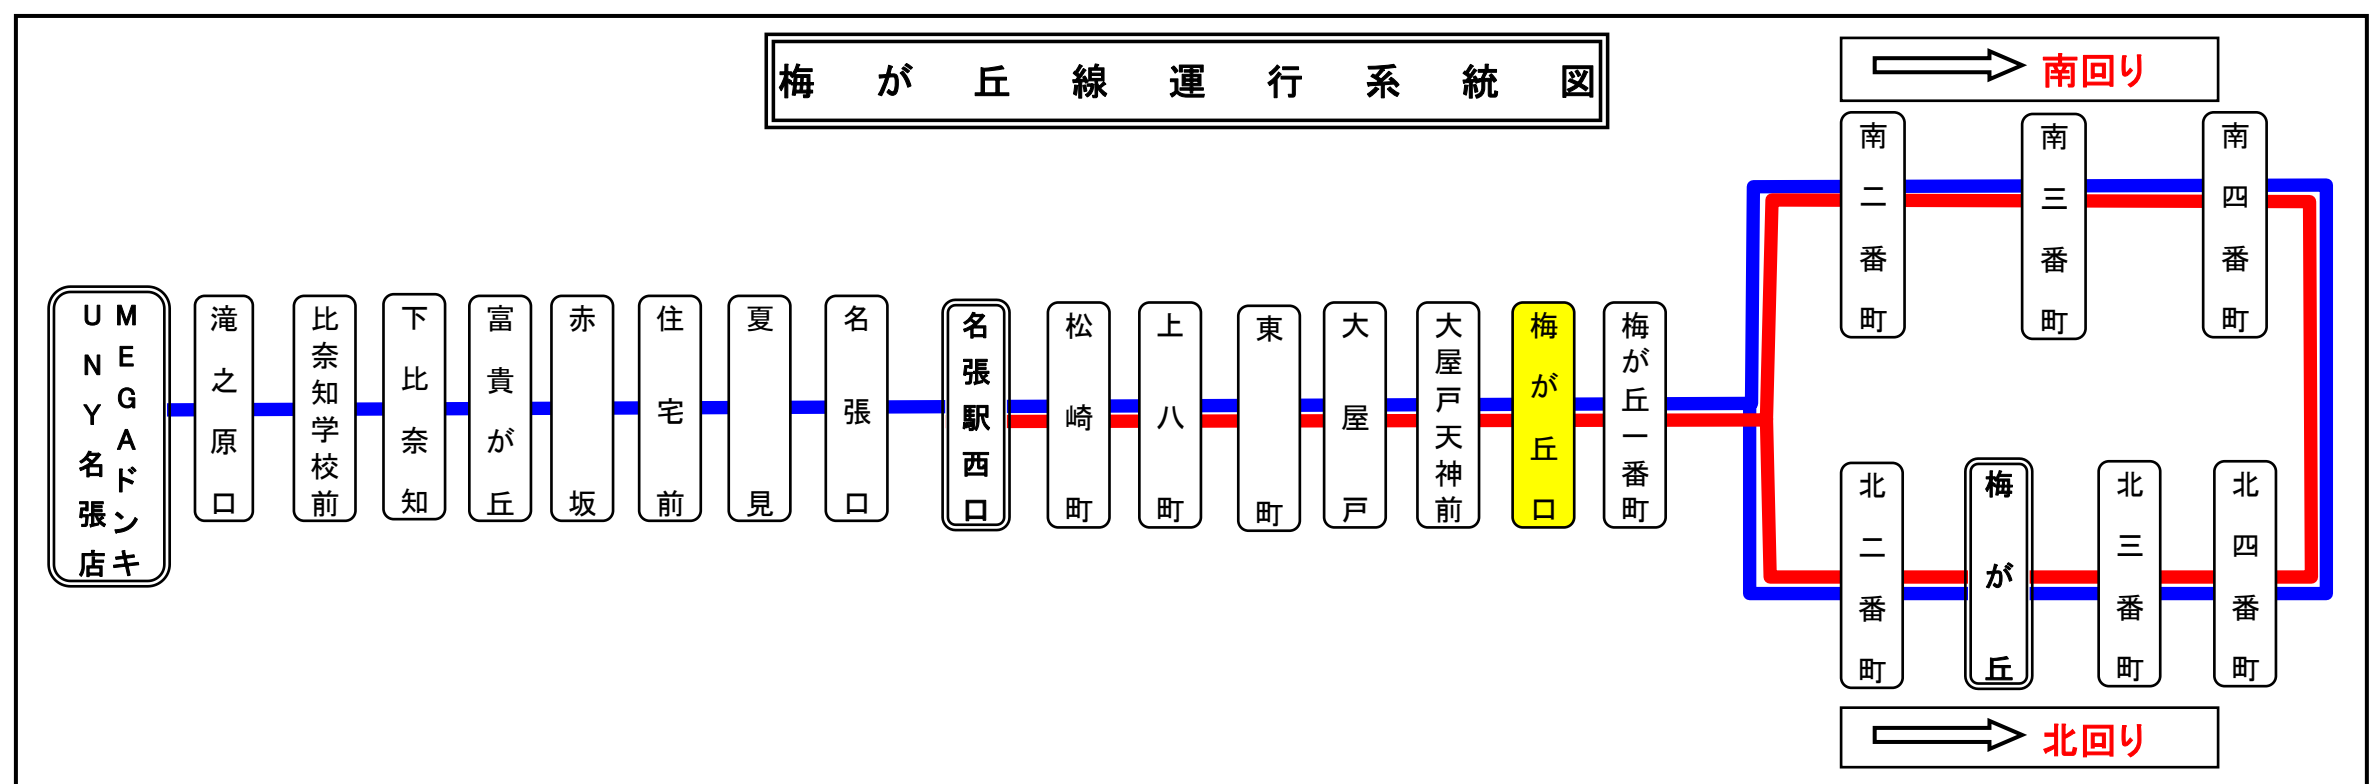 梅が丘線運行系統図
南回り
南二番町
南三番町
南四番町
MEGAドンキ
UNY名張店
滝之原口
比奈知学校前
下比奈知
富貴が丘
赤坂
住宅前
夏見
名張口
名張駅西口
松崎町
上八町
東町
大屋戸
大屋戸天神前
梅が丘口
梅が丘一番町
北二番町
梅が丘
北三番町
北四番町
北回り